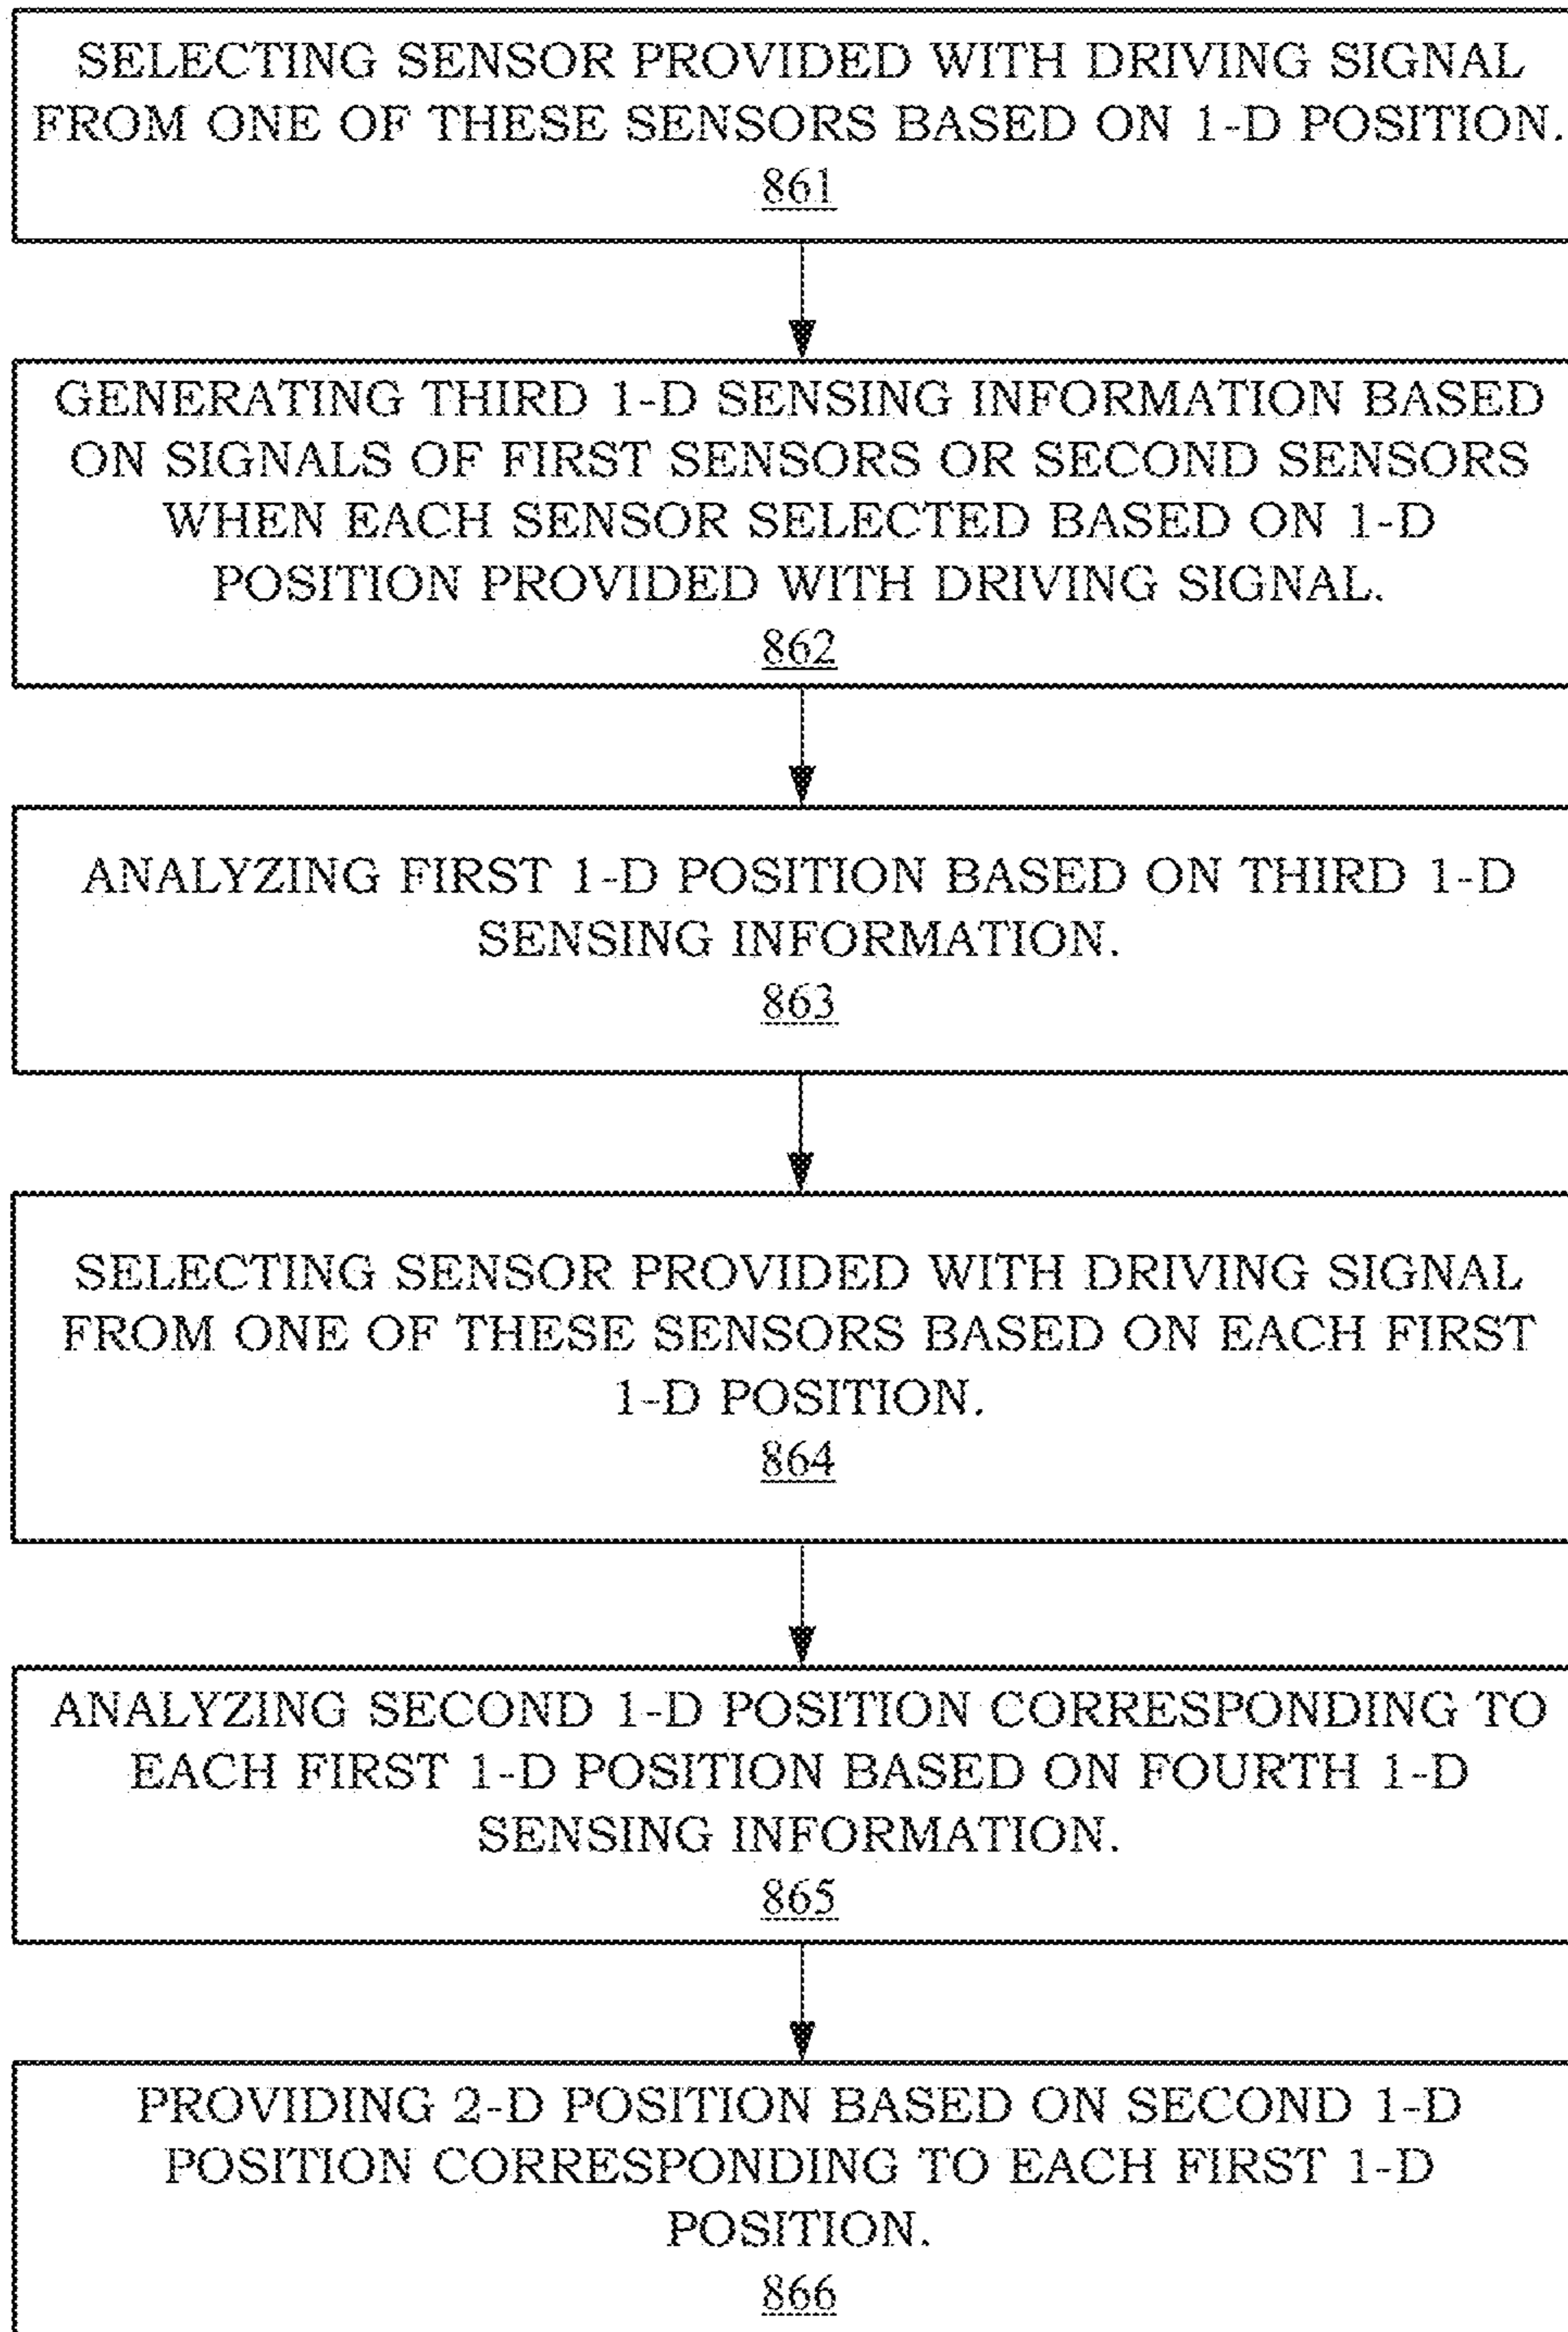 SELECTING SENSOR PROVIDED WITH DRIVING SIGNAL
FROM ONE OF THESE SENSORS BASED ON 1-D POSITION.
861
GENERATING THIRD 1-D SENSING INFORMATION BASED
ON SIGNALS OF FIRST SENSORS OR SECOND SENSORS
WHEN EACH SENSOR SELECTED BASED ON 1-D
POSITION PROVIDED WITH DRIVING SIGNAL.
862
ANALYZING FIRST 1-D POSITION BASED ON THIRD 1-D
SENSING INFORMATION.
863
SELECTING SENSOR PROVIDED WITH DRIVING SIGNAL
FROM ONE OF THESE SENSORS BASED ON EACH FIRST
1-D POSITION.
864
ANALYZING SECOND 1-D POSITION CORRESPONDING TO
EACH FIRST 1-D POSITION BASED ON FOURTH 1-D
SENSING INFORMATION.
865
PROVIDING 2-D POSITION BASED ON SECOND 1-D
POSITION CORRESPONDING TO EACH FIRST 1-D
POSITION.
866